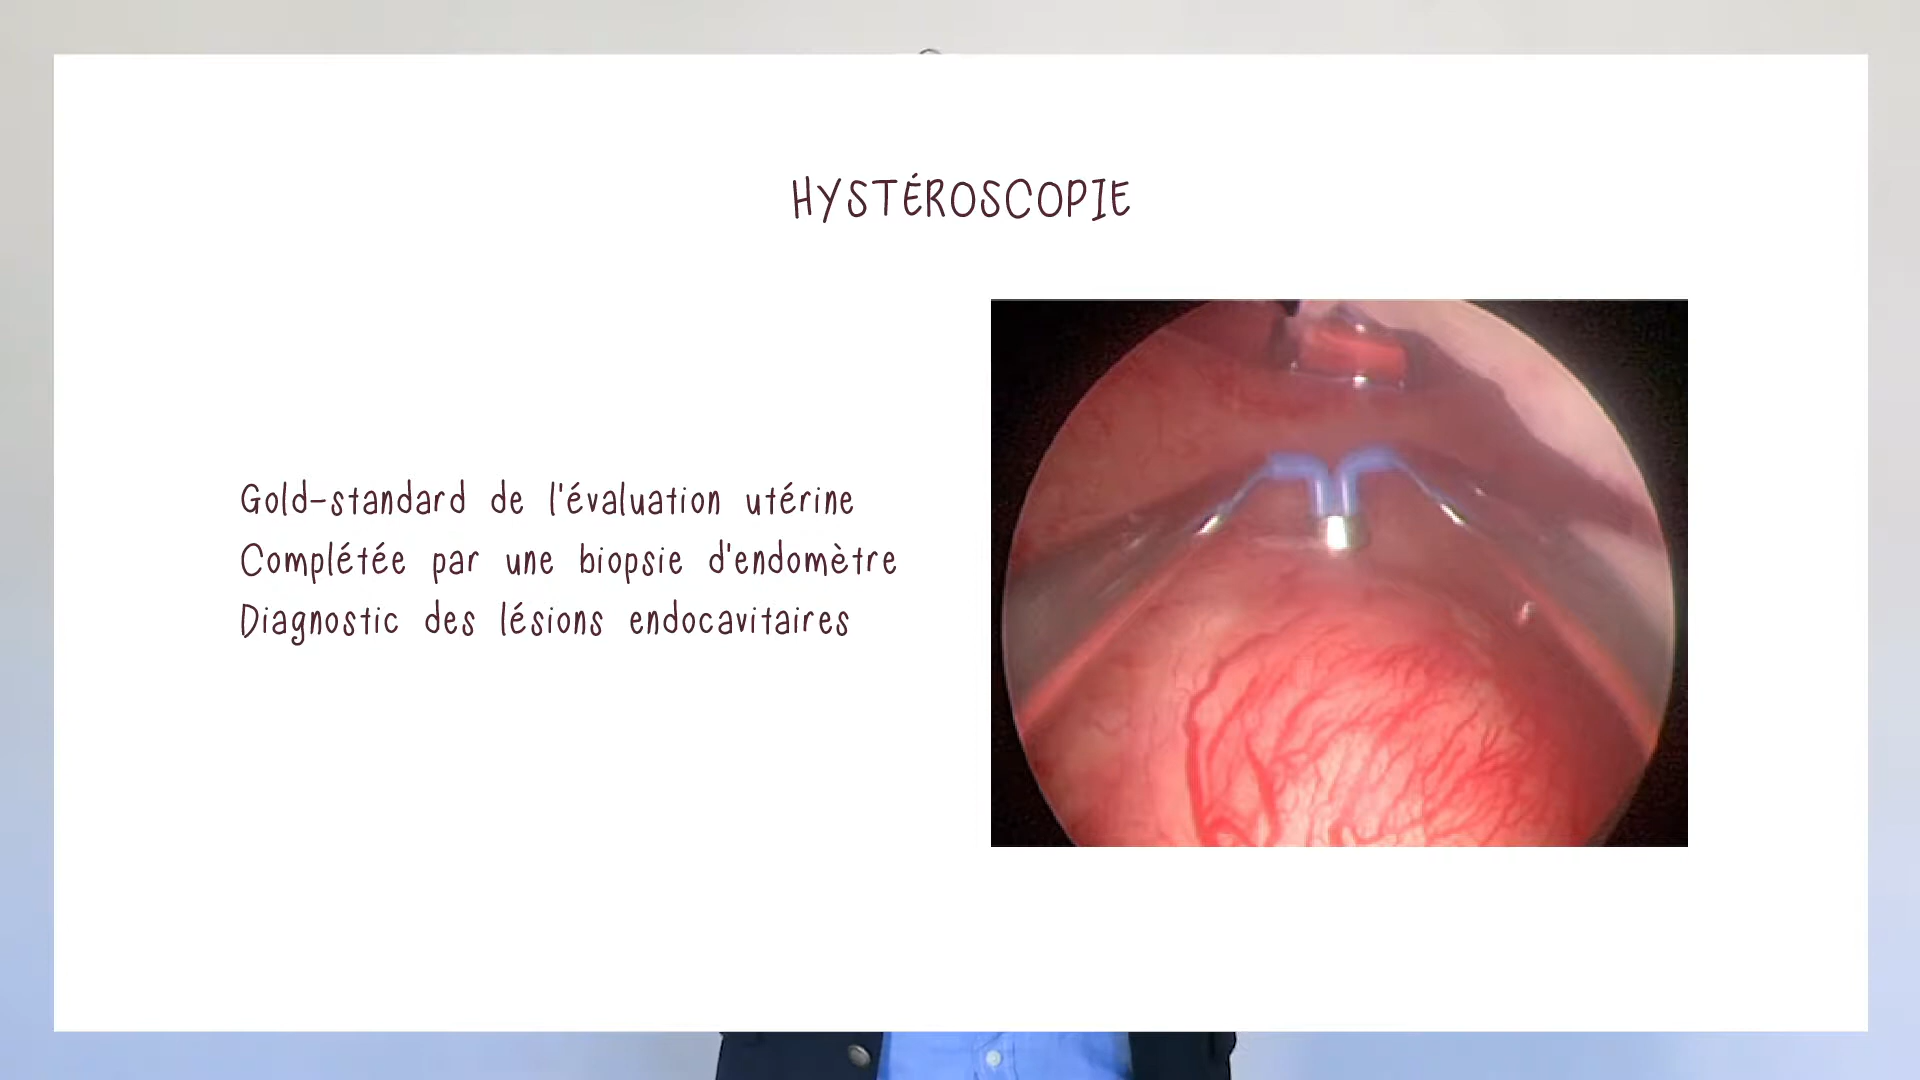 HYSTÉROSCOPIE
Gold-standard de l'évaluation utérine
Complétée par une biopsie d'endomètre
Diagnostic des lésions endocavitaires